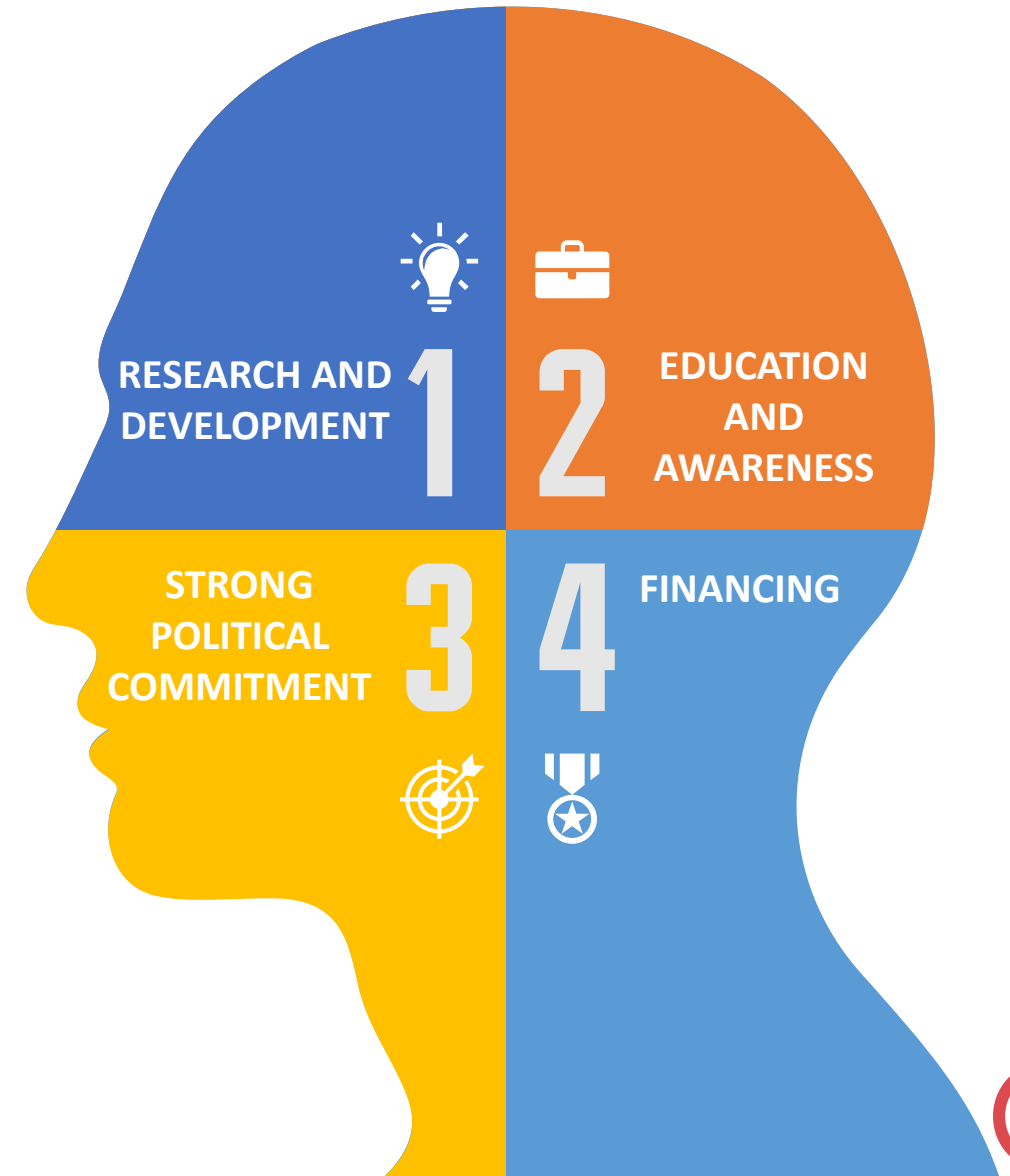 RESEARCH AND
DEVELOPMENT
1
2
EDUCATION
AND
AWARENESS
STRONG
POLITICAL
COMMITMENT
3
4
FINANCING